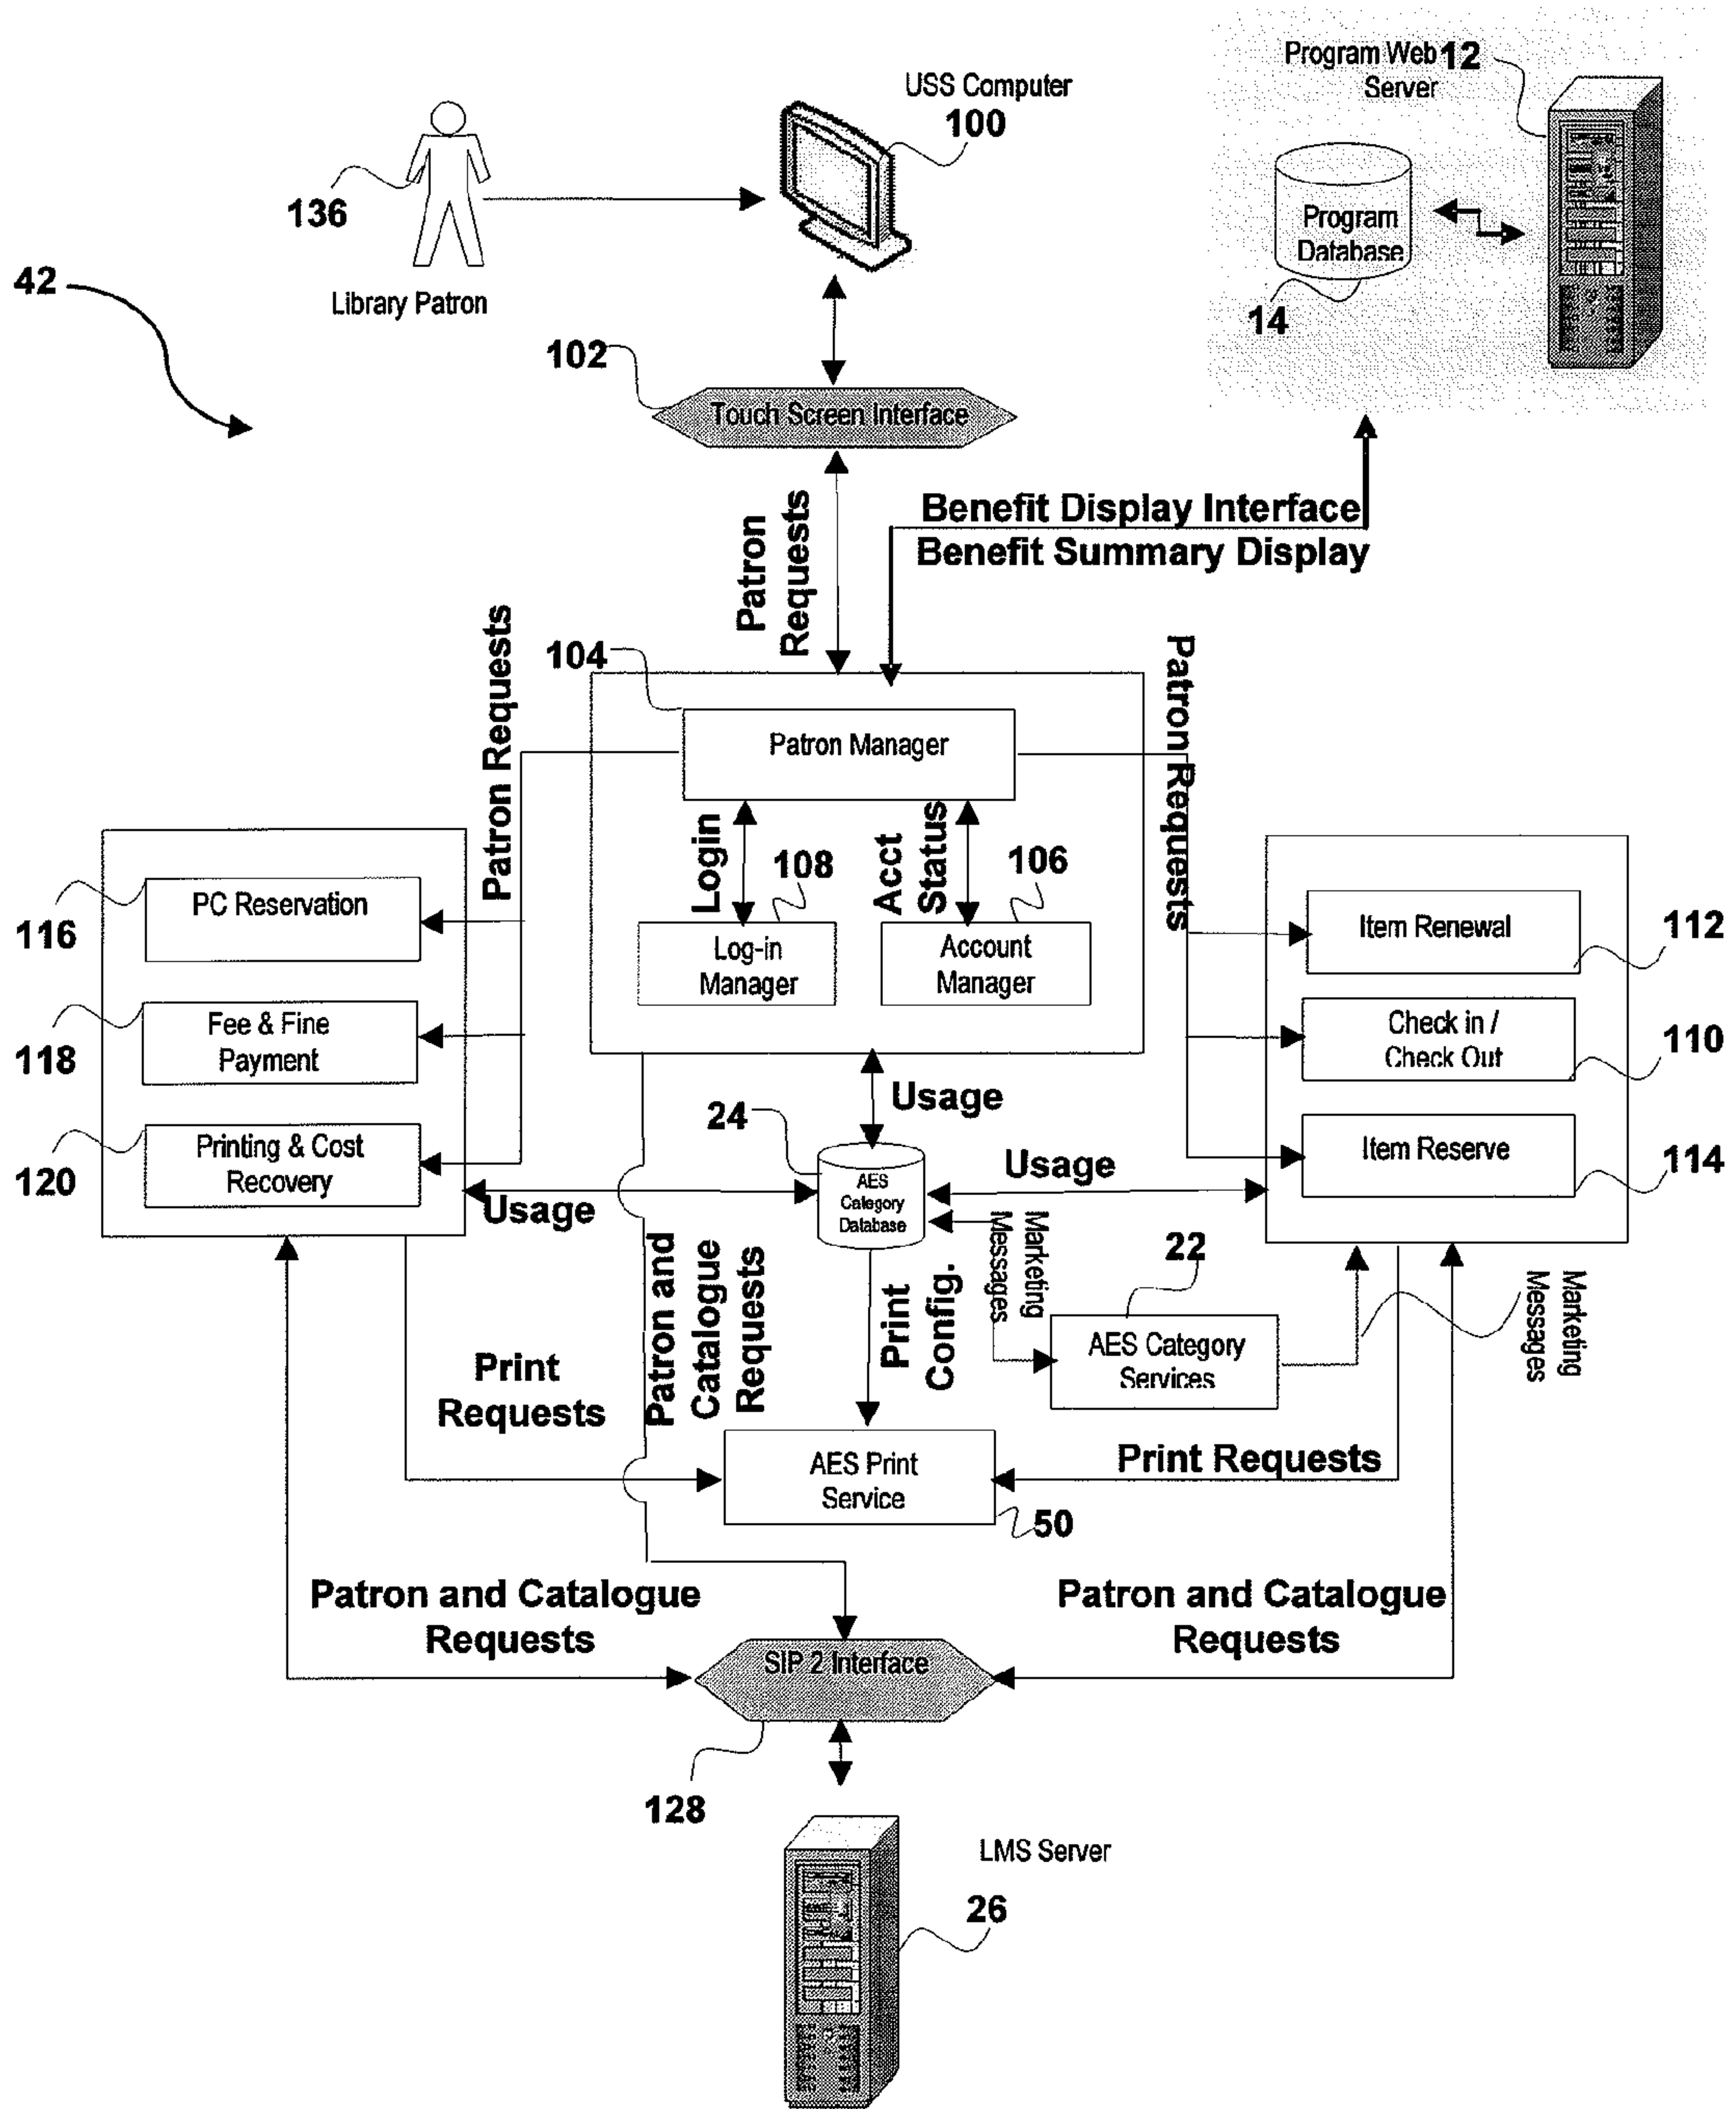 USS Computer
100
Program Web 12
Server
136
Library Patron
Program
Database
14
42
102
Touch Screen Interface
Patron
Requests
Benefit Display Interface
Benefit Summary Display
Patron Requests
104
Patron Manager
Patron Requests
Login
Acct
Status
108
106
Log-in
Manager
Account
Manager
116
PC Reservation
118
Fee & Fine
Payment
120
Printing & Cost
Recovery
Item Renewal
112
Check in /
Check Out
110
Item Reserve
114
Usage
24
AES
Category
Database
Usage
Usage
Marketing
Messages
22
AES Category
Services
Marketing
Messages
Patron and
Catalogue
Requests
Print
Config.
Print
Requests
AES Print
Service
50
Print Requests
Patron and Catalogue
Requests
Patron and Catalogue
Requests
SIP 2 Interface
128
LMS Server
26